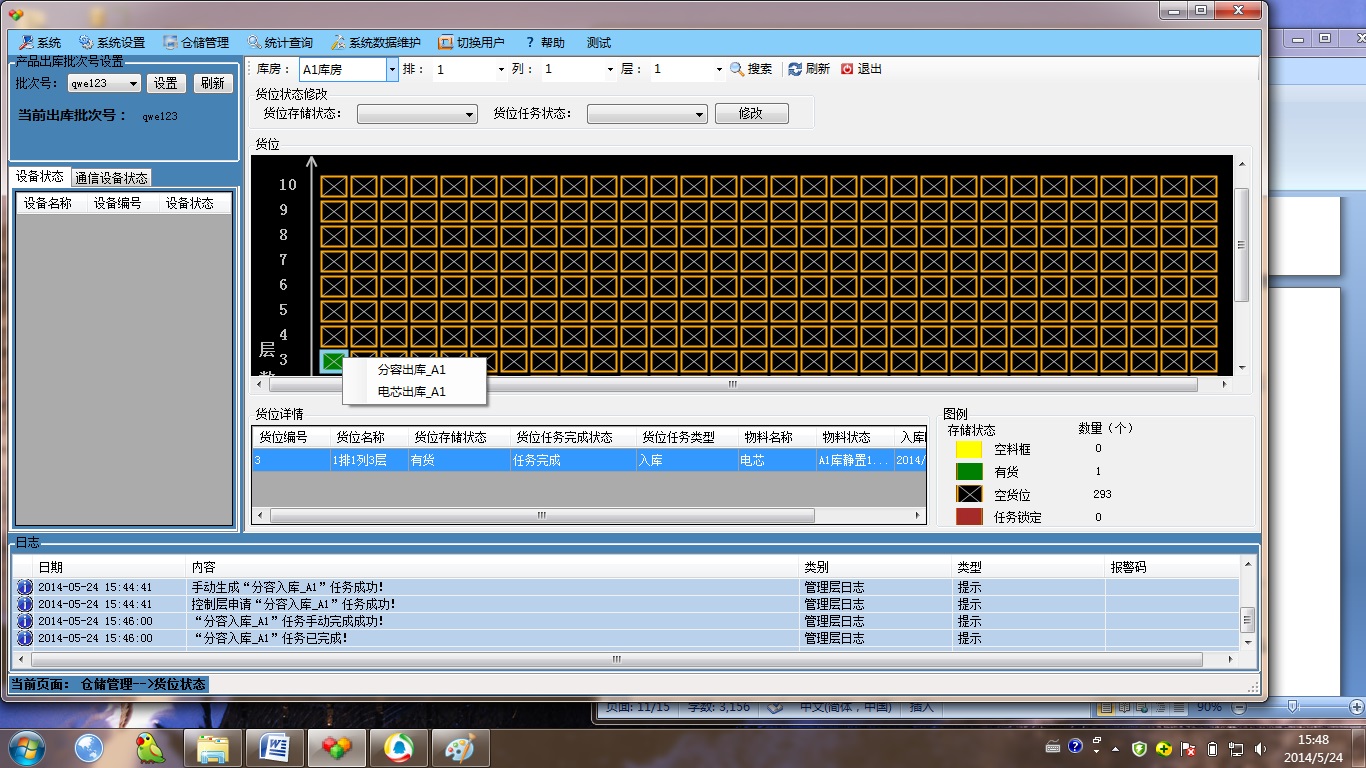 系统 系统设置 仓储管理 统计查询 系统数据维护 切换用户 ? 帮助 测试
产品出库批次号设置
批次号： qwe123 设置 刷新
当前出库批次号： qwe123
设备状态 通信设备状态
设备名称 设备编号 设备状态
库房： A1库房 排： 1 列： 1 层： 1 搜索 刷新 退出
货位状态修改
货位存储状态： 货位任务状态： 修改
货位
10
9
8
7
6
5
4
层 3
分容出库_A1
电芯出库_A1
货位详情
货位编号 货位名称 货位存储状态 货位任务完成状态 货位任务类型 物料名称 物料状态 入库
3 1排1列3层 有货 任务完成 入库 电芯 A1库静置1... 2014/
图例
存储状态 数量（个）
空料框 0
有货 1
空货位 293
任务锁定 0
日志
日期 内容 类别 类型 报警码
2014-05-24 15:44:41 手动生成“分容入库_A1”任务成功！ 管理层日志 提示
2014-05-24 15:44:41 控制层申请“分容入库_A1”任务成功！ 管理层日志 提示
2014-05-24 15:46:00 “分容入库_A1”任务手动完成成功！ 管理层日志 提示
2014-05-24 15:46:00 “分容入库_A1”任务已完成！ 管理层日志 提示
当前页面： 仓储管理-->货位状态
页面: 11/15 字数: 3,156 中文(简体，中国) 插入 90%
15:48
2014/5/24